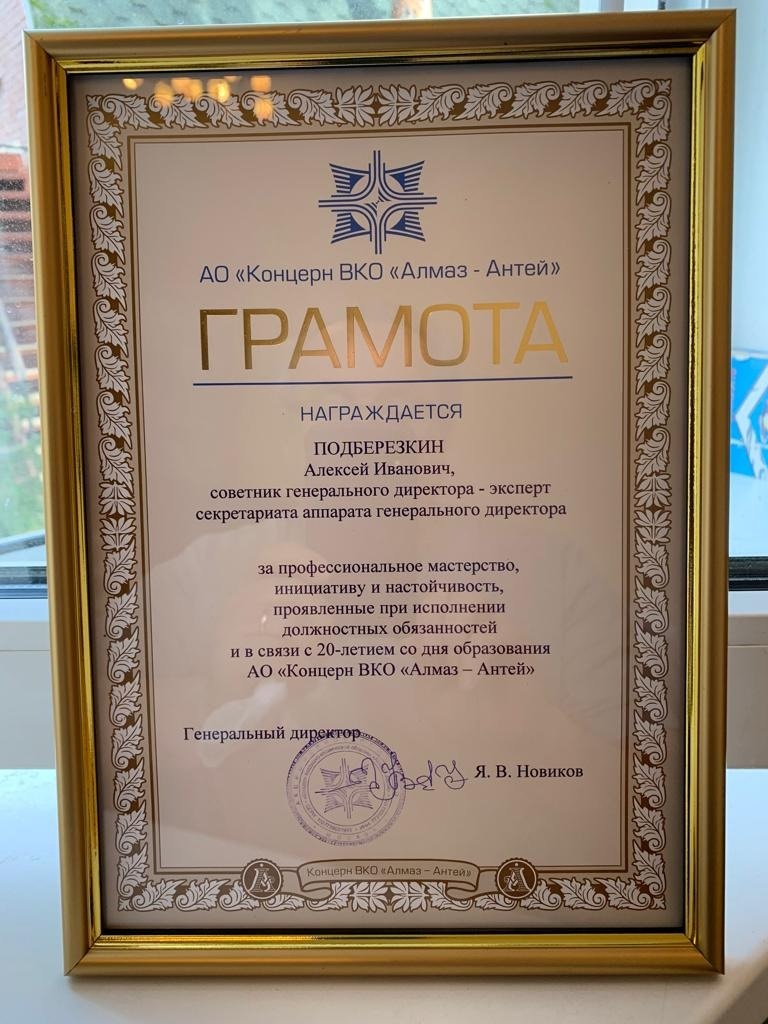 АО «Концерн ВКО «Алмаз - Антей»
ГРАМОТА
НАГРАЖДАЕТСЯ
ПОДБЕРЕЗКИН
Алексей Иванович,
советник генерального директора - эксперт
секретариата аппарата генерального директора
за профессиональное мастерство,
инициативу и настойчивость,
проявленные при исполнении
должностных обязанностей
и в связи с 20-летием со дня образования
АО «Концерн ВКО «Алмаз – Антей»
Генеральный директор
Я. В. Новиков
Концерн ВКО «Алмаз – Антей»